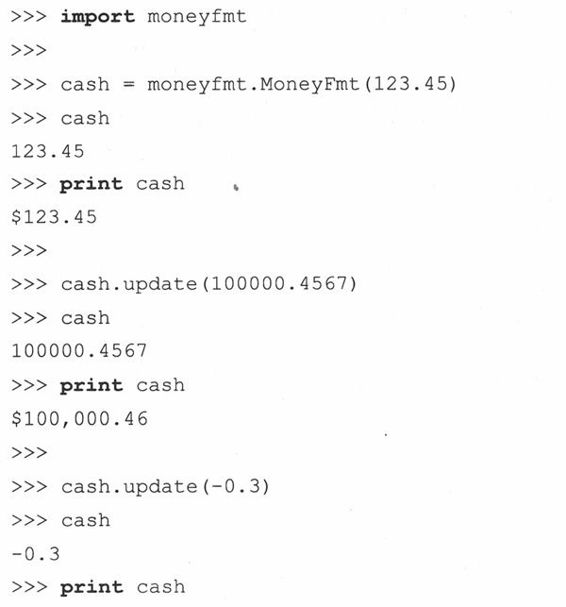 >>> import moneyfmt
>>>
>>> cash = moneyfmt.MoneyFmt(123.45)
>>> cash
123.45
>>> print cash
$123.45
>>>
>>> cash.update(100000.4567)
>>> cash
100000.4567
>>> print cash
$100,000.46
>>>
>>> cash.update(-0.3)
>>> cash
-0.3
>>> print cash